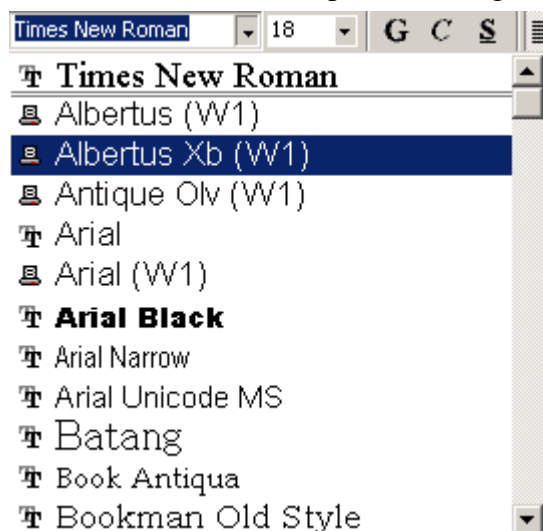 Times New Roman 18 G C S
Times New Roman
Albertus (W1)
Albertus Xb (W1)
Antique Olv (W1)
Arial
Arial (W1)
Arial Black
Arial Narrow
Arial Unicode MS
Batang
Book Antiqua
Bookman Old Style